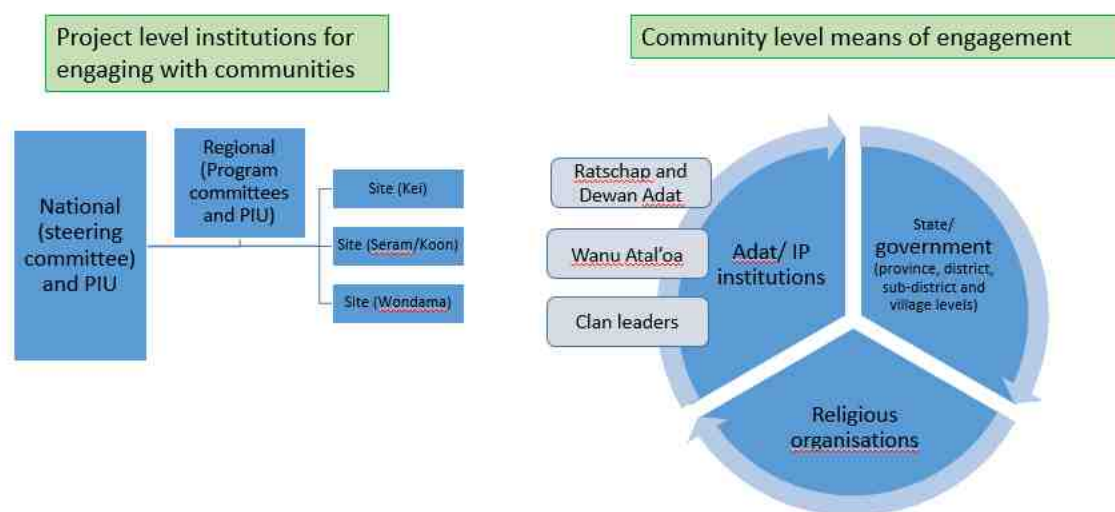 Project level institutions for
engaging with communities
National
(steering
committee)
and PIU
Regional
(Program
committees
and PIU)
Site (Kei)
Site (Seram/Koon)
Site (Wondama)
Community level means of engagement
Ratschap and
Dewan Adat
Wanu Atal'oa
Clan leaders
Adat/ IP
institutions
State/
government
(province, district,
sub-district and
village levels)
Religious
organisations